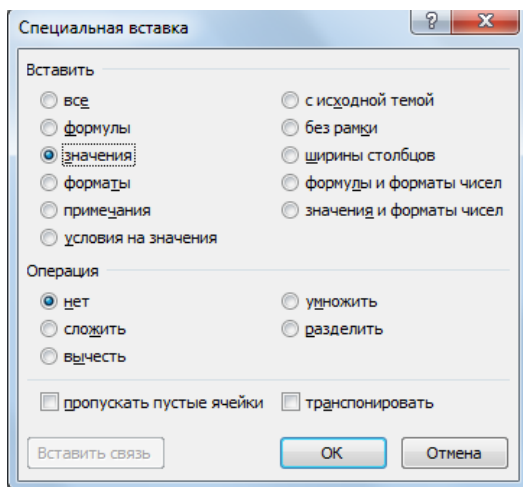 Специальная вставка
Вставить
все
с исходной темой
формулы
без рамки
значения
ширины столбцов
форматы
формулы и форматы чисел
примечания
значения и форматы чисел
условия на значения
Операция
нет
умножить
сложить
разделить
вычесть
пропускать пустые ячейки
транспонировать
Вставить связь
ОК
Отмена